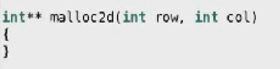 int** malloc2d(int row, int col)
{
}